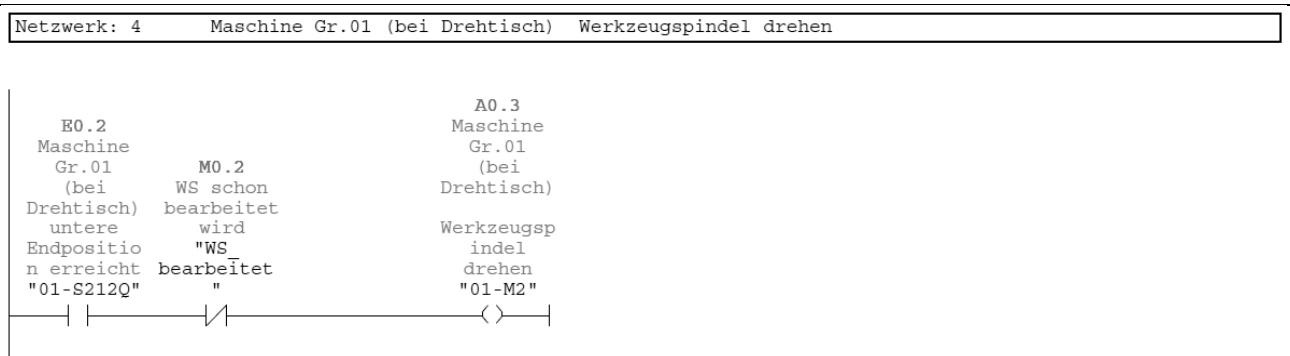 Netzwerk: 4 Maschine Gr.01 (bei Drehtisch) Werkzeugspindel drehen
E0.2
Maschine
Gr.01
(bei
Drehtisch)
untere
Endpositio
n erreicht
"01-S212Q"
M0.2
WS schon
bearbeitet
wird
"WS_
bearbeitet
"
A0.3
Maschine
Gr.01
(bei
Drehtisch)
Werkzeugsp
indel
drehen
"01-M2"